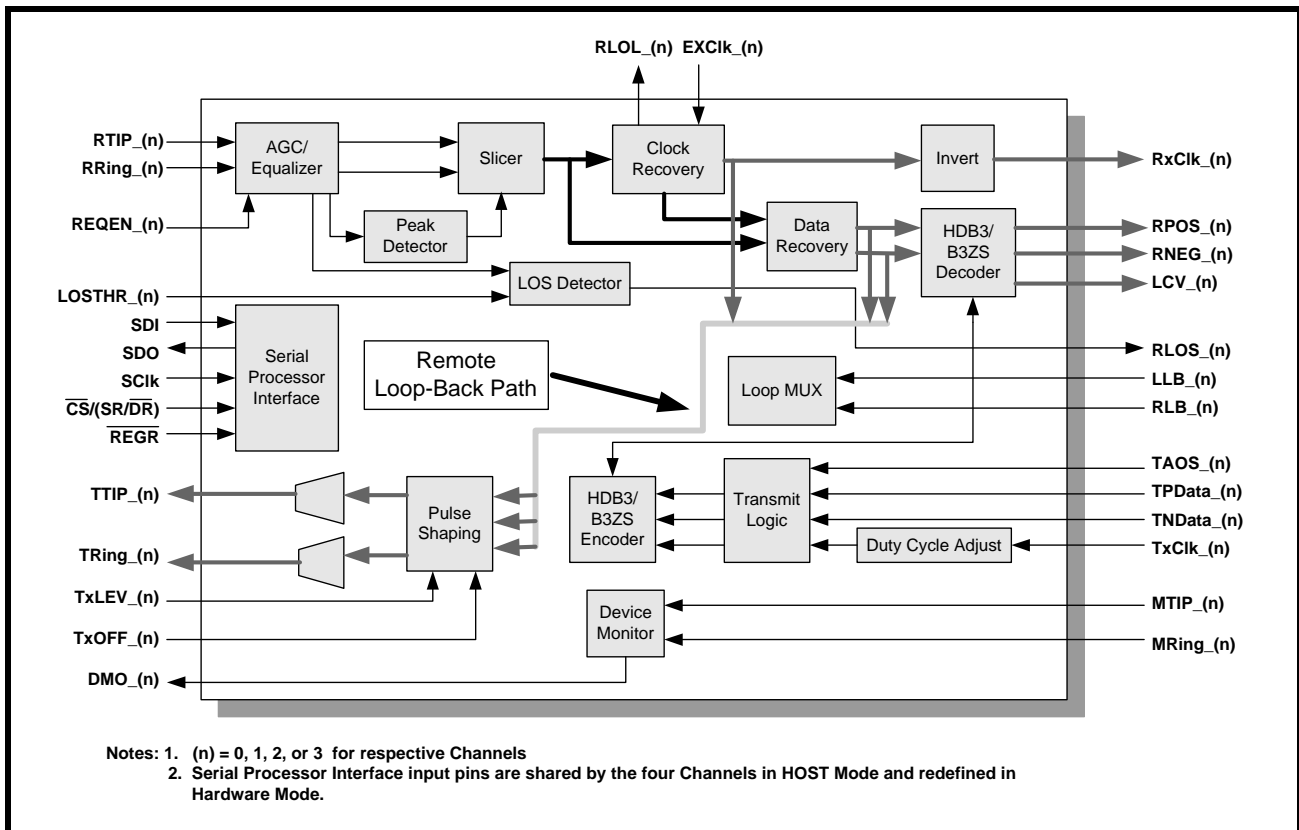 RLOL_(n) EXClk_(n)
RTIP_(n)
RRing_(n)
REQEN_(n)
LOSTHR_(n)
SDI
SDO
SClk
CS/(SR/DR)
REGR
TTIP_(n)
TRing_(n)
TxLEV_(n)
TxOFF_(n)
DMO_(n)
AGC/
Equalizer
Slicer
Clock
Recovery
Invert
Peak
Detector
Data
Recovery
HDB3/
B3ZS
Decoder
LOS Detector
Serial
Processor
Interface
Remote
Loop-Back Path
Loop MUX
Pulse
Shaping
HDB3/
B3ZS
Encoder
Transmit
Logic
Duty Cycle Adjust
Device
Monitor
RxClk_(n)
RPOS_(n)
RNEG_(n)
LCV_(n)
RLOS_(n)
LLB_(n)
RLB_(n)
TAOS_(n)
TPData_(n)
TNData_(n)
TxClk_(n)
MTIP_(n)
MRing_(n)
Notes: 1. (n) = 0, 1, 2, or 3 for respective Channels
2. Serial Processor Interface input pins are shared by the four Channels in HOST Mode and redefined in
Hardware Mode.